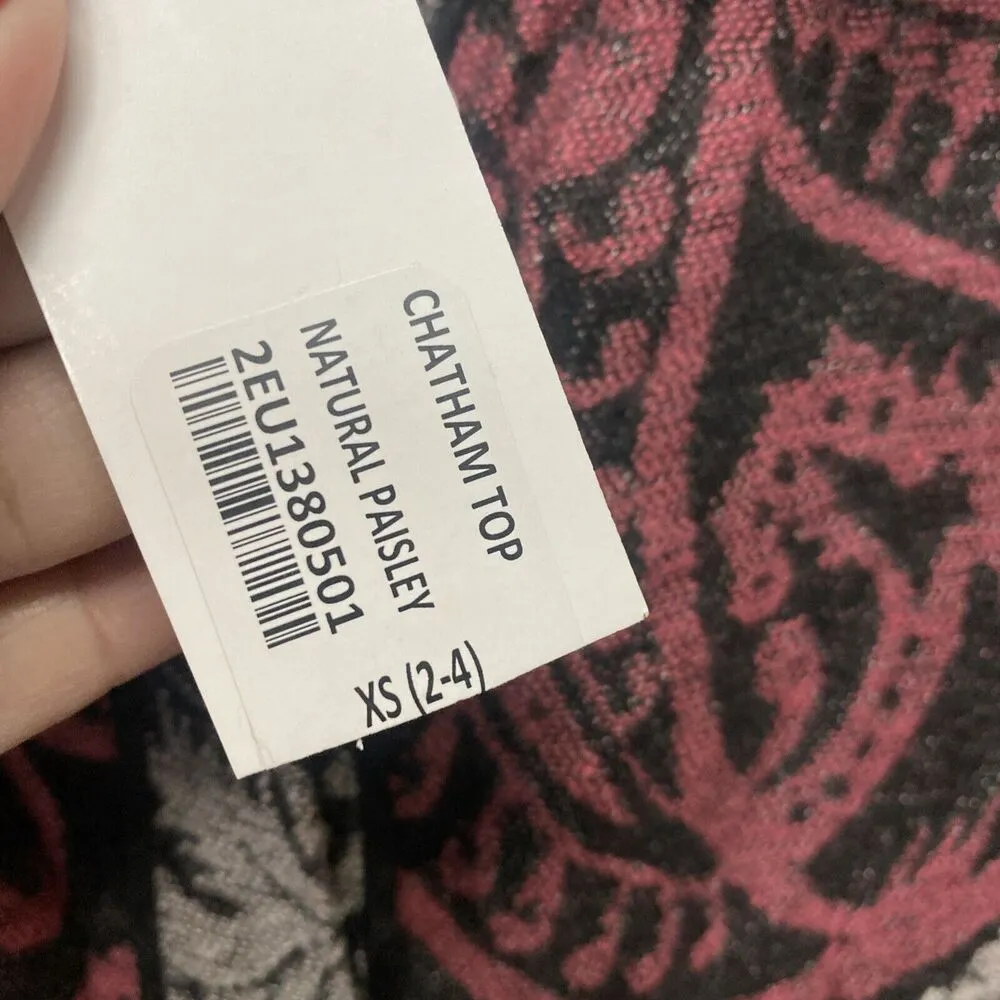 CHATHAM TOP
NATURAL PAISLEY
2EU1380501
XS (2-4)